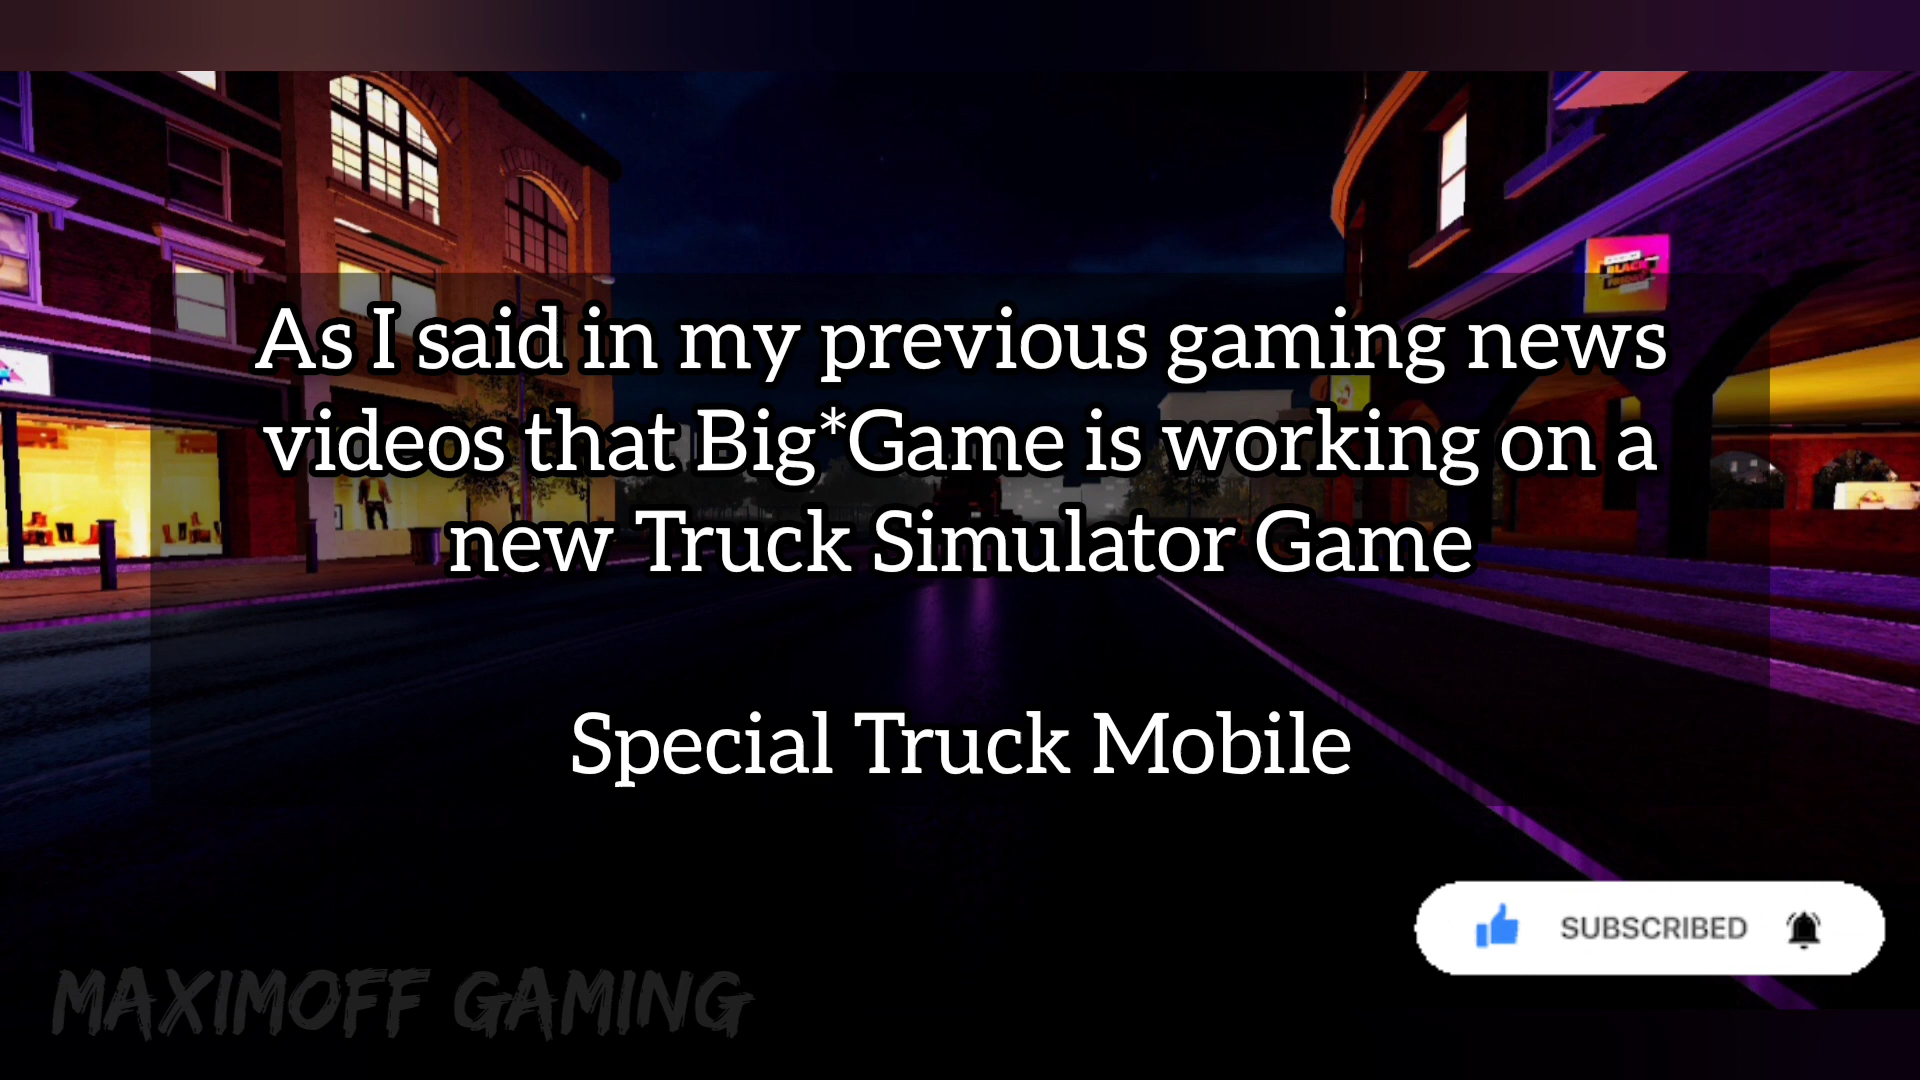 BLACK
As I said in my previous gaming news
videos that Big*Game is working on a
new Truck Simulator Game
Special Truck Mobile
SUBSCRIBED
MAXIMOFF GAMING